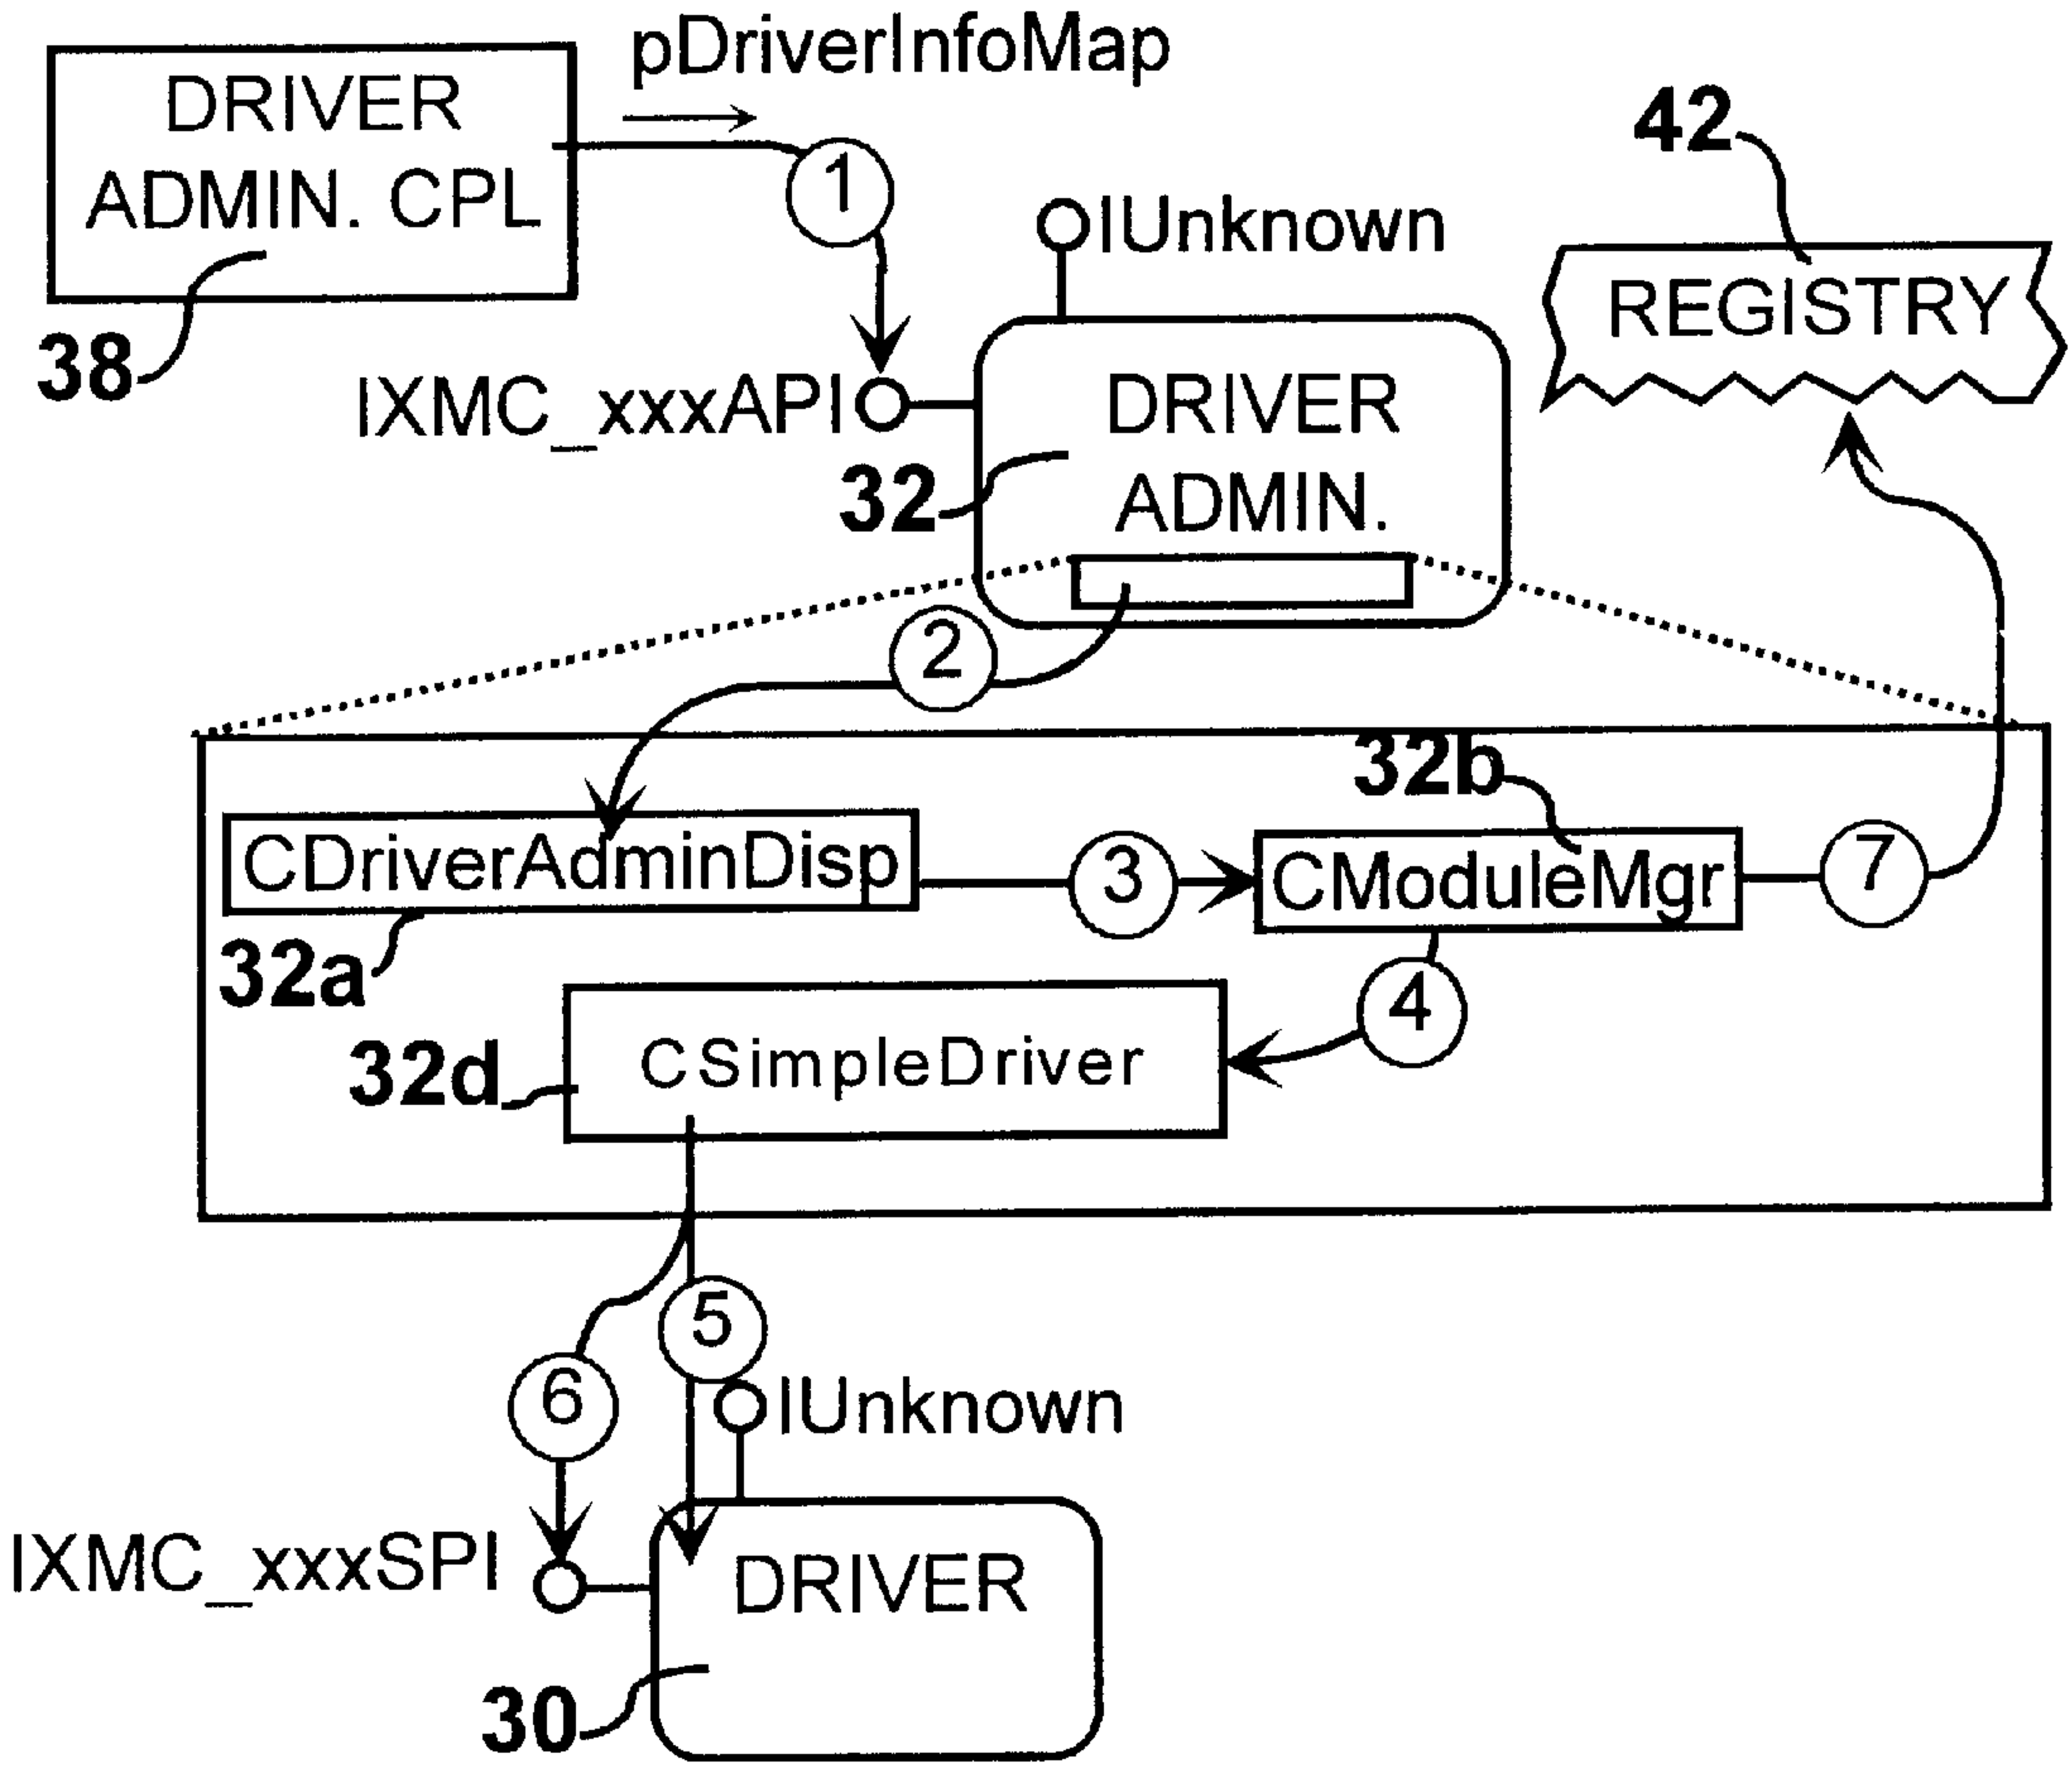 pDriverInfoMap
DRIVER
ADMIN. CPL
42
1
IUnknown
REGISTRY
38
IXMC_xxxAPI
DRIVER
ADMIN.
32
2
32b
CDriverAdminDisp
3
CModuleMgr
7
32a
4
CSimpleDriver
32d
5
6
IUnknown
IXMC_xxxSPI
DRIVER
30